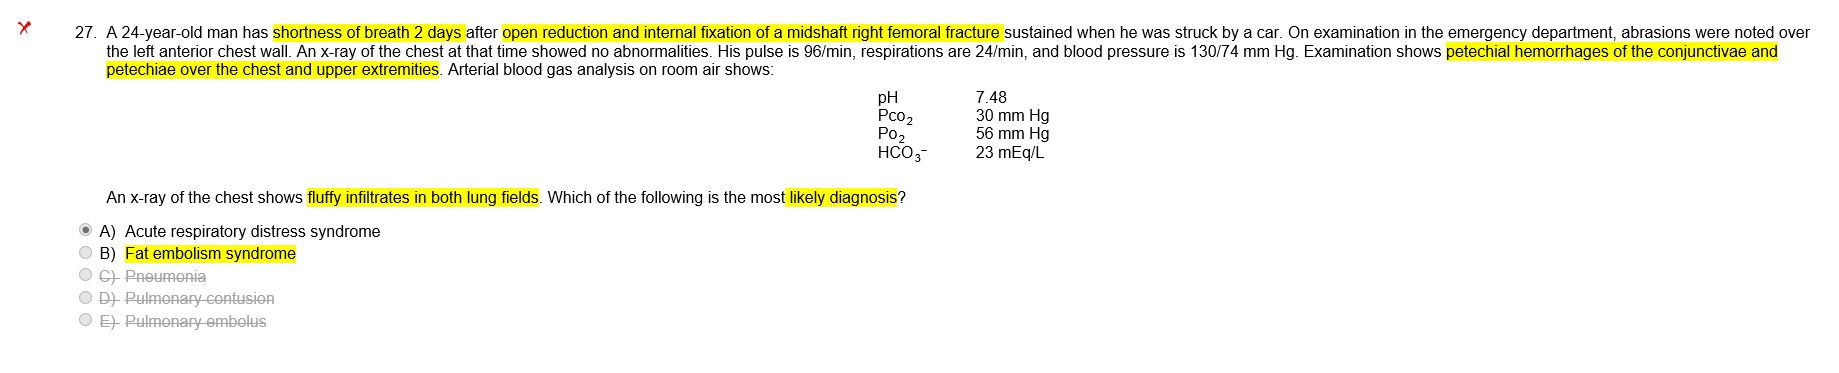 27. A 24-year-old man has shortness of breath 2 days after open reduction and internal fixation of a midshaft right femoral fracture sustained when he was struck by a car. On examination in the emergency department, abrasions were noted over
the left anterior chest wall. An x-ray of the chest at that time showed no abnormalities. His pulse is 96/min, respirations are 24/min, and blood pressure is 130/74 mm Hg. Examination shows petechial hemorrhages of the conjunctivae and
petechiae over the chest and upper extremities. Arterial blood gas analysis on room air shows:
pH 7.48
Pco2 30 mm Hg
Po2 56 mm Hg
HCO3− 23 mEq/L
An x-ray of the chest shows fluffy infiltrates in both lung fields. Which of the following is the most likely diagnosis?
A) Acute respiratory distress syndrome
B) Fat embolism syndrome
C) Pneumonia
D) Pulmonary contusion
E) Pulmonary embolus